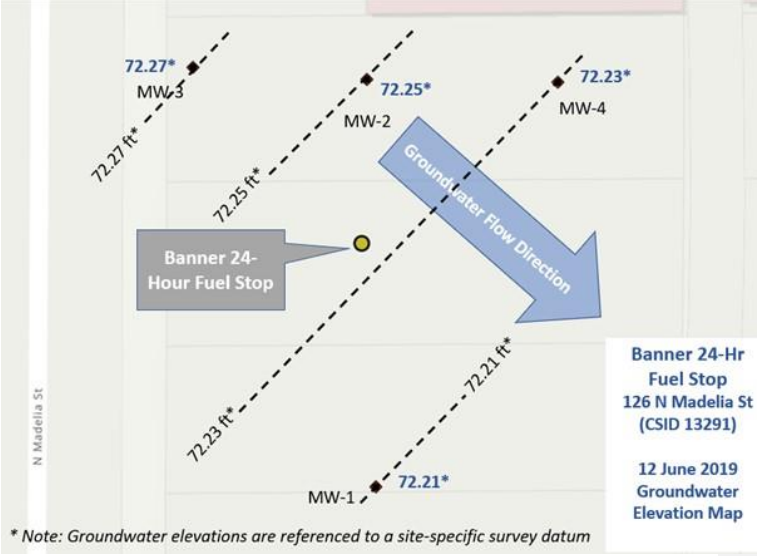 72.27*
MW-3
72.27 ft*
72.25*
MW-2
72.25 ft*
72.23*
MW-4
Groundwater Flow Direction
Banner 24-
Hour Fuel Stop
72.23 ft*
72.21 ft*
MW-1
72.21*
N Madelia St
Banner 24-Hr
Fuel Stop
126 N Madelia St
(CSID 13291)
12 June 2019
Groundwater
Elevation Map
* Note: Groundwater elevations are referenced to a site-specific survey datum